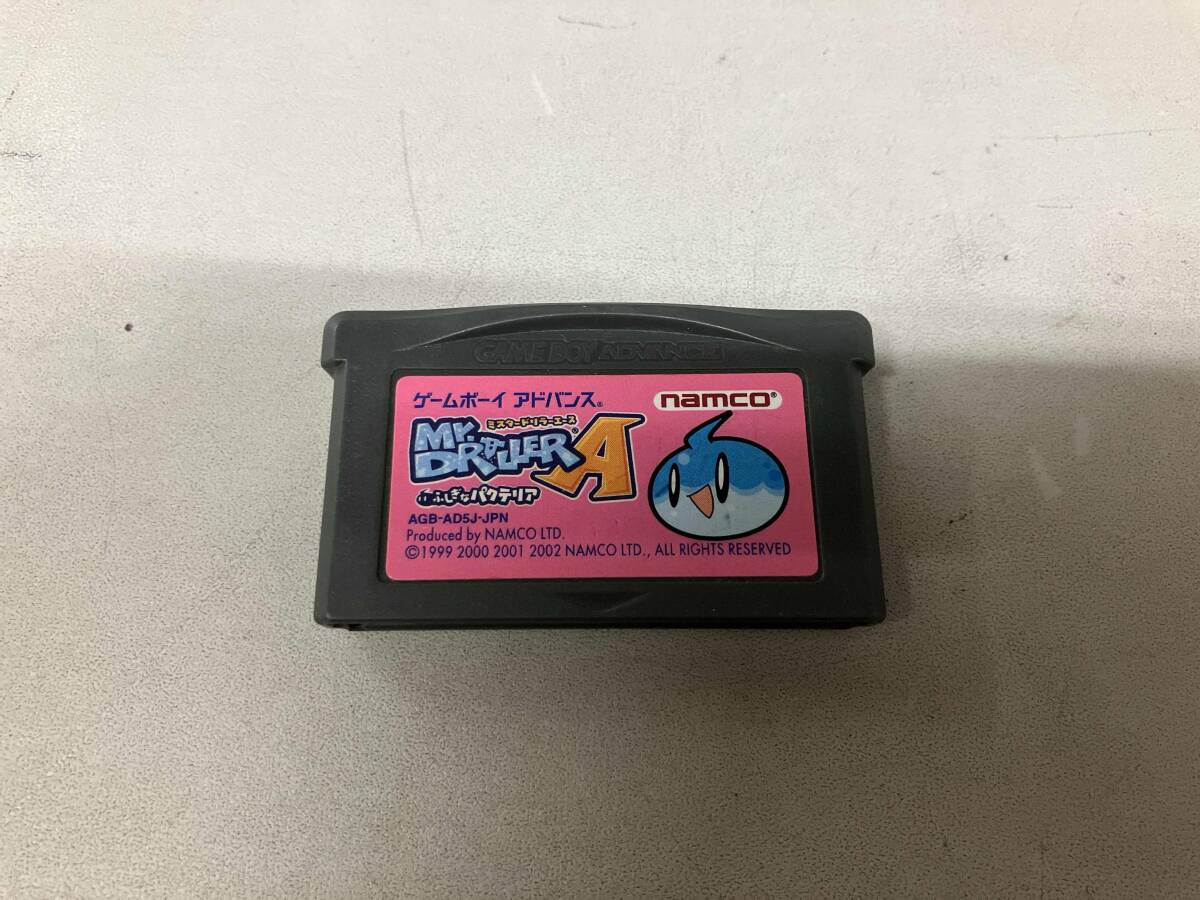 GAME BOY ADVANCE
ゲームボーイ アドバンス®
namco®
ミスタードリラーエース
MR. DRILLER® A
ふしぎなパクテリア
AGB-AD5J-JPN
Produced by NAMCO LTD.
©1999 2000 2001 2002 NAMCO LTD., ALL RIGHTS RESERVED